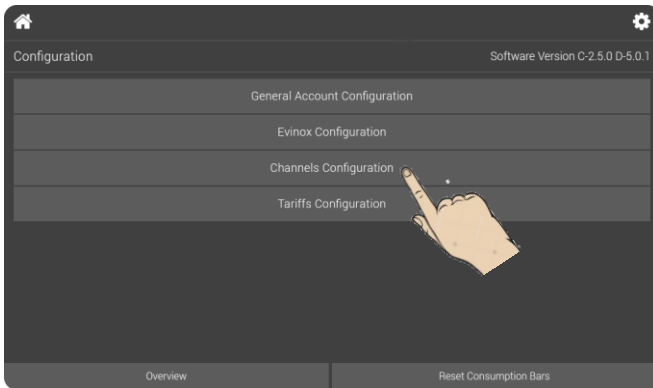 Configuration
Software Version C-2.5.0 D-5.0.1
General Account Configuration
Evinox Configuration
Channels Configuration
Tariffs Configuration
Overview
Reset Consumption Bars